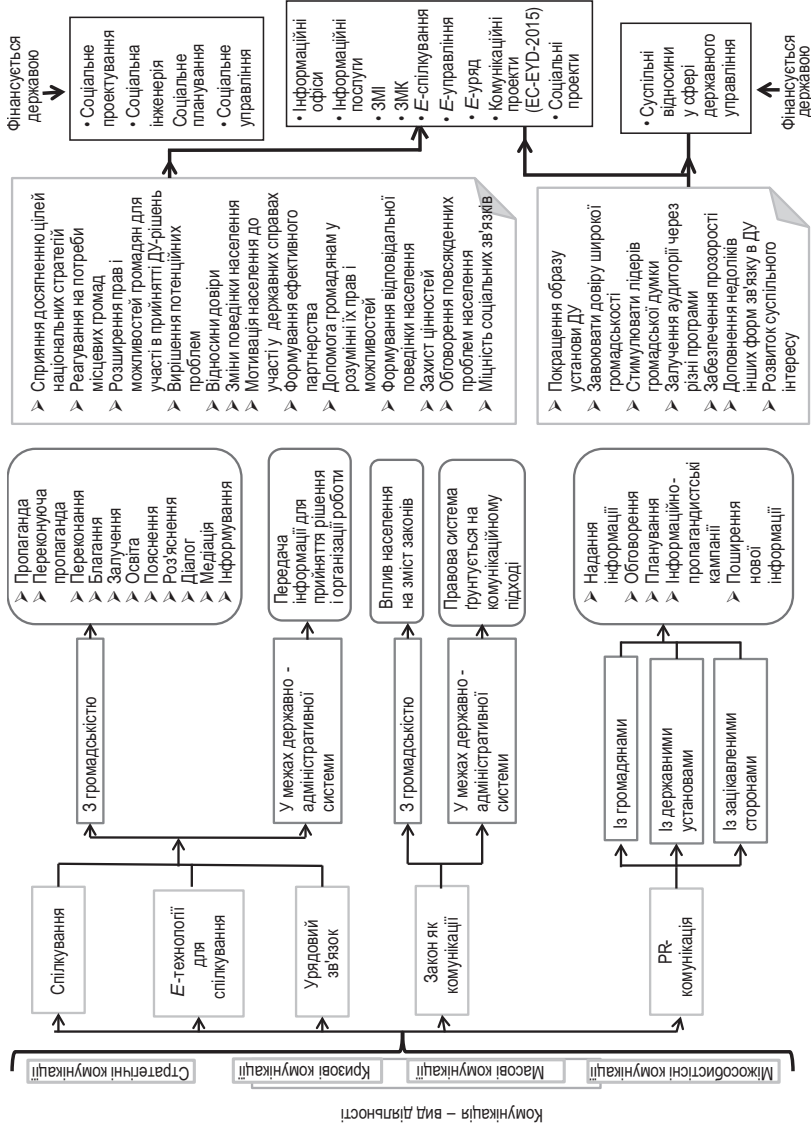 Комунікація – вид діяльності
Стратегічні комунікації
Кризові комунікації
Масові комунікації
Міжособистісні комунікації
Спілкування
E-технології
для
спілкування
Урядовий
зв'язок
Закон як
комунікації
PR-
комунікація
З громадськістю
У межах державно -
адміністративної
системи
З громадськістю
У межах державно -
адміністративної
системи
Із громадянами
Із державними
установами
Із зацікавленими
сторонами
➢ Пропаганда
➢ Переконуюча
пропаганда
➢ Переконання
➢ Благання
➢ Залучення
➢ Освіта
➢ Пояснення
➢ Роз'яснення
➢ Діалог
➢ Медіація
➢ Інформування
Передача
інформації для
прийняття рішення
і організації роботи
Вплив населення
на зміст законів
Правова система
ґрунтується на
комунікаційному
підході
➢ Надання
інформації
➢ Обговорення
➢ Планування
➢ Інформаційно-
пропагандистські
кампанії
➢ Поширення
нової
інформації
➢ Сприяння досягненню цілей
національних стратегій
➢ Реагування на потреби
місцевих громад
➢ Розширення прав і
можливостей громадян для
участі в прийнятті ДУ-рішень
➢ Вирішення потенційних
проблем
➢ Відносини довіри
➢ Зміни поведінки населення
➢ Мотивація населення до
участі у державних справах
➢ Формування ефективного
партнерства
➢ Допомога громадянам у
розумінні їх прав і
можливостей
➢ Формування відповідальної
поведінки населення
➢ Захист цінностей
➢ Обговорення повсякденних
проблем населення
➢ Міцність соціальних зв'язків
➢ Покращення образу
установи ДУ
➢ Завоювати довіру широкої
громадськості
➢ Стимулювати лідерів
громадської думки
➢ Залучення аудиторії через
різні програми
➢ Забезпечення прозорості
➢ Доповнення недоліків
інших форм зв'язку в ДУ
➢ Розвиток суспільного
інтересу
Фінансується
державою
• Соціальне
проектування
• Соціальна
інженерія
Соціальне
планування
• Соціальне
управління
• Інформаційні
офіси
• Інформаційні
послуги
• ЗМІ
• ЗМК
• E-спілкування
• E-управління
• E-уряд
• Комунікаційні
проекти
(EC-EYD-2015)
• Соціальні
проекти
• Суспільні
відносини
у сфері
державного
управління
Фінансується
державою